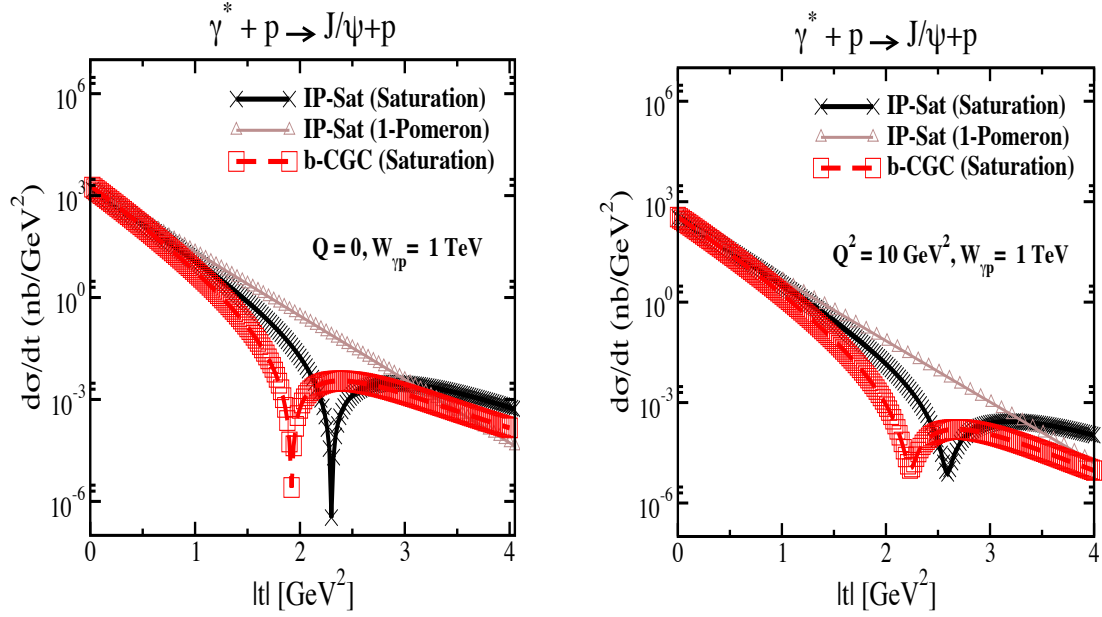 γ* + p → J/ψ+p
10^6
10^3
10^0
10^-3
10^-6
dσ/dt (nb/GeV^2)
IP-Sat (Saturation)
IP-Sat (1-Pomeron)
b-CGC (Saturation)
Q = 0, W_γp= 1 TeV
0 1 2 3 4
|t| [GeV^2]
γ* + p → J/ψ+p
10^6
10^3
10^0
10^-3
10^-6
dσ/dt (nb/GeV^2)
IP-Sat (Saturation)
IP-Sat (1-Pomeron)
b-CGC (Saturation)
Q^2 = 10 GeV^2, W_γp= 1 TeV
0 1 2 3 4
|t| [GeV^2]